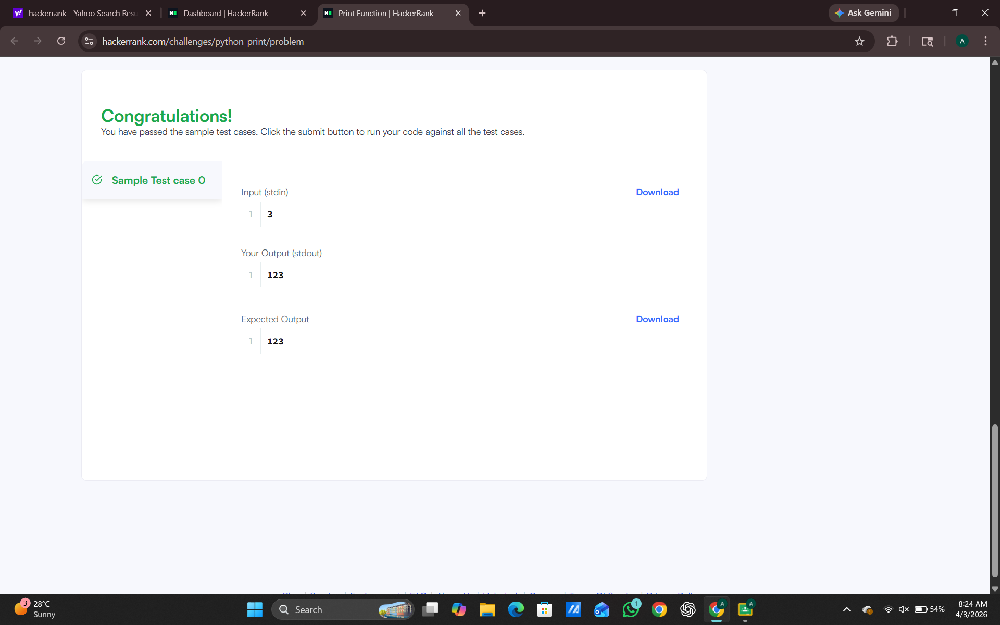 hackerrank - Yahoo Search Resu
Dashboard | HackerRank
Print Function | HackerRank
Ask Gemini
hackerrank.com/challenges/python-print/problem
A
Congratulations!
You have passed the sample test cases. Click the submit button to run your code against all the test cases.
Sample Test case 0
Input (stdin)
Download
1
3
Your Output (stdout)
1
123
Expected Output
Download
1
123
3
28°C
Sunny
Search
1
A
A
54%
8:24 AM
4/3/2026